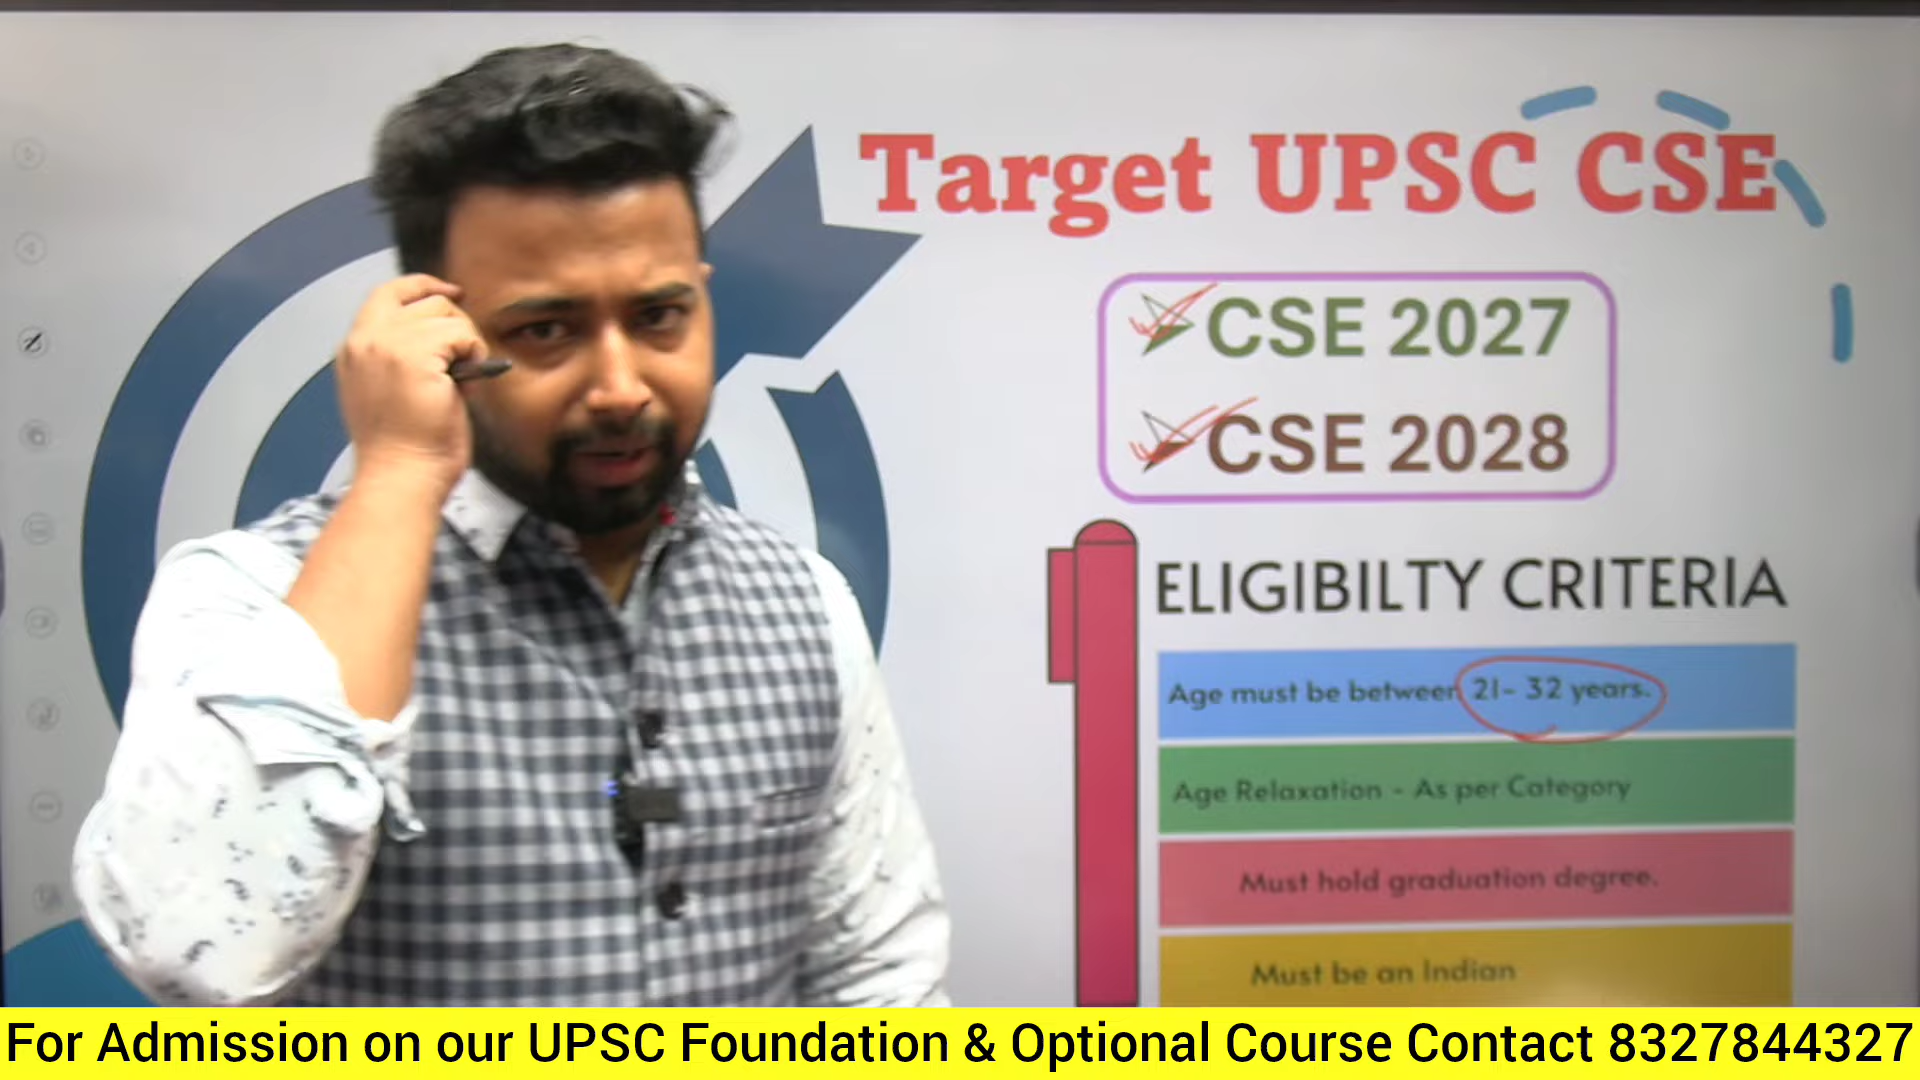 Target UPSC CSE
CSE 2027
CSE 2028
ELIGIBILTY CRITERIA
Age must be between 21- 32 years.
Age Relaxation - As per Category
Must hold graduation degree.
Must be an Indian
For Admission on our UPSC Foundation & Optional Course Contact 8327844327